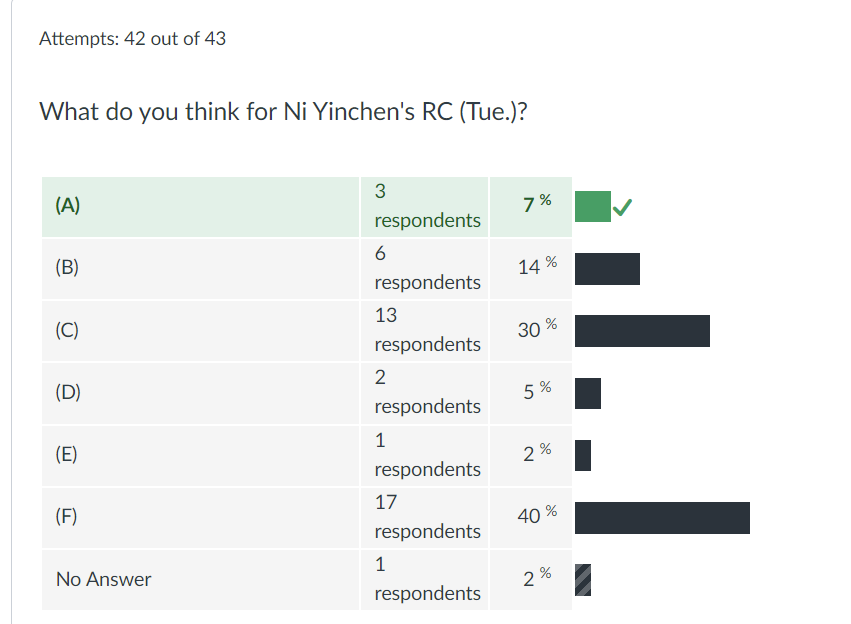 Attempts: 42 out of 43
What do you think for Ni Yinchen's RC (Tue.)?
(A) 3 respondents 7 %
(B) 6 respondents 14 %
(C) 13 respondents 30 %
(D) 2 respondents 5 %
(E) 1 respondents 2 %
(F) 17 respondents 40 %
No Answer 1 respondents 2 %